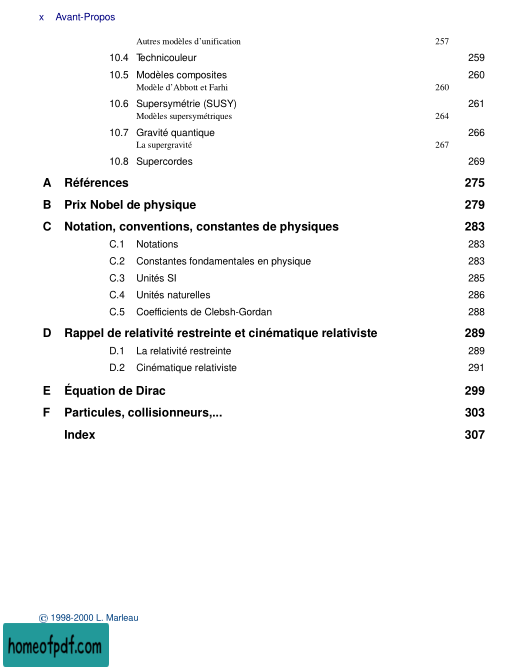 x Avant-Propos
Autres modèles d'unification 257
10.4 Technicouleur 259
10.5 Modèles composites 260
Modèle d'Abbott et Farhi 260
10.6 Supersymétrie (SUSY) 261
Modèles supersymétriques 264
10.7 Gravité quantique 266
La supergravité 267
10.8 Supercordes 269
A Références 275
B Prix Nobel de physique 279
C Notation, conventions, constantes de physiques 283
C.1 Notations 283
C.2 Constantes fondamentales en physique 283
C.3 Unités SI 285
C.4 Unités naturelles 286
C.5 Coefficients de Clebsh-Gordan 288
D Rappel de relativité restreinte et cinématique relativiste 289
D.1 La relativité restreinte 289
D.2 Cinématique relativiste 291
E Équation de Dirac 299
F Particules, collisionneurs,... 303
Index 307
© 1998-2000 L. Marleau
homeofpdf.com